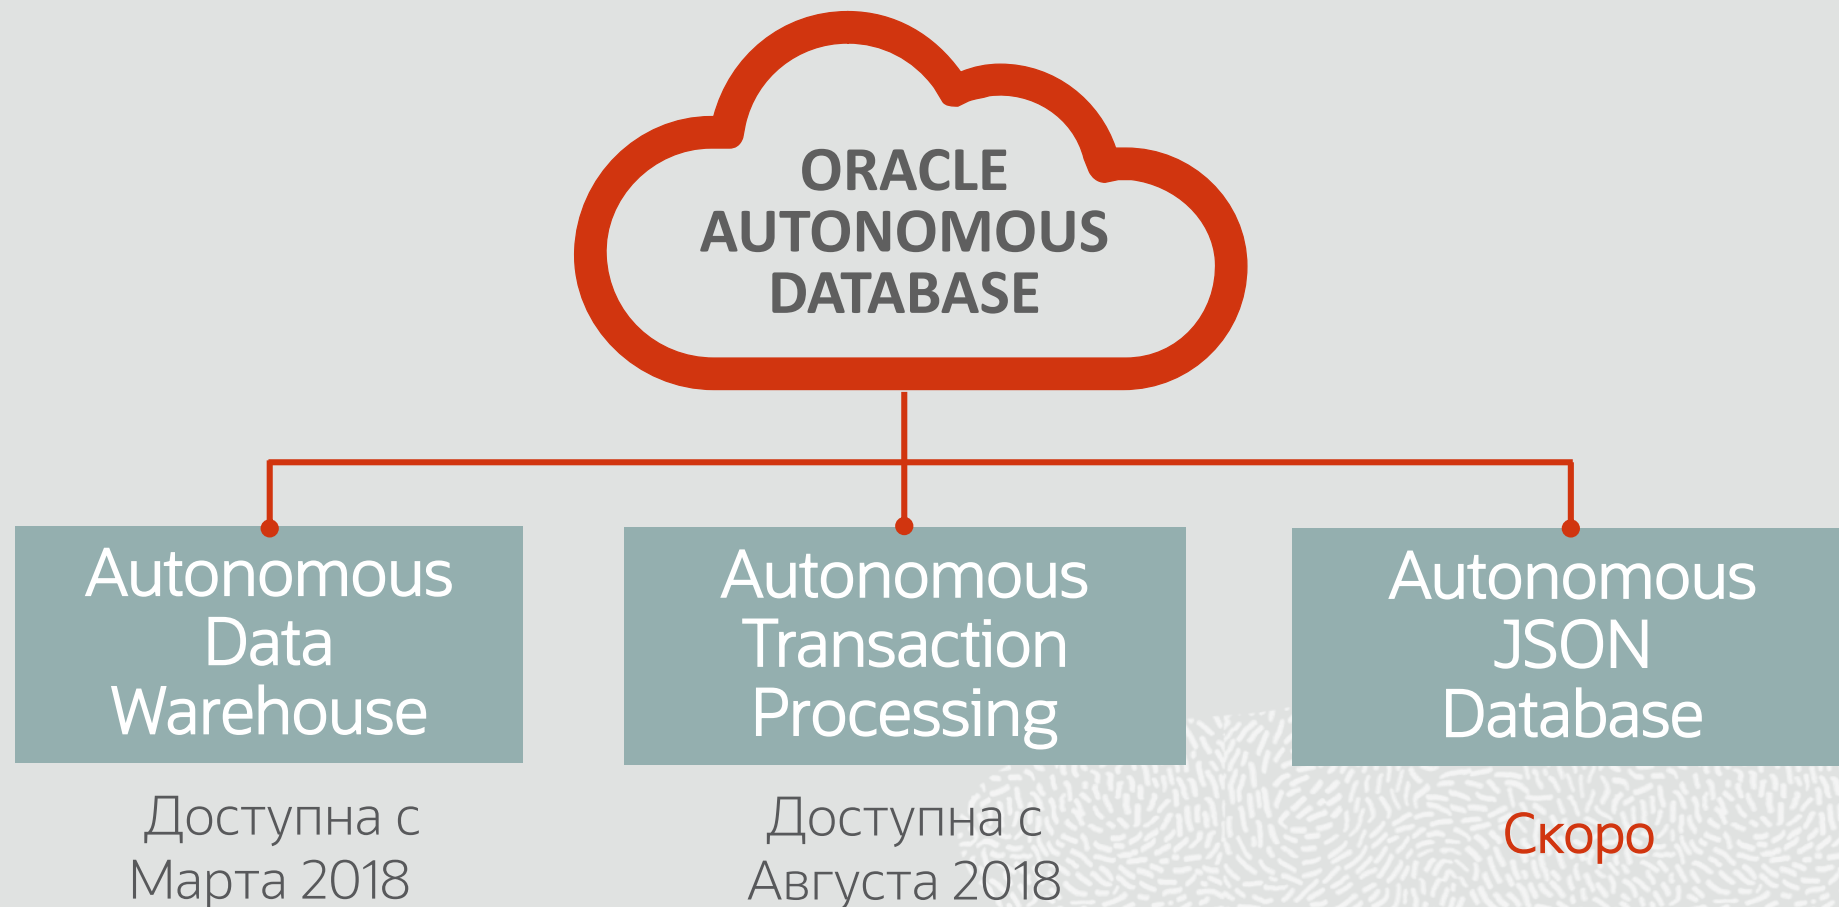 ORACLE
AUTONOMOUS
DATABASE
Autonomous
Data
Warehouse
Autonomous
Transaction
Processing
Autonomous
JSON
Database
Доступна с
Марта 2018
Доступна с
Августа 2018
Скоро